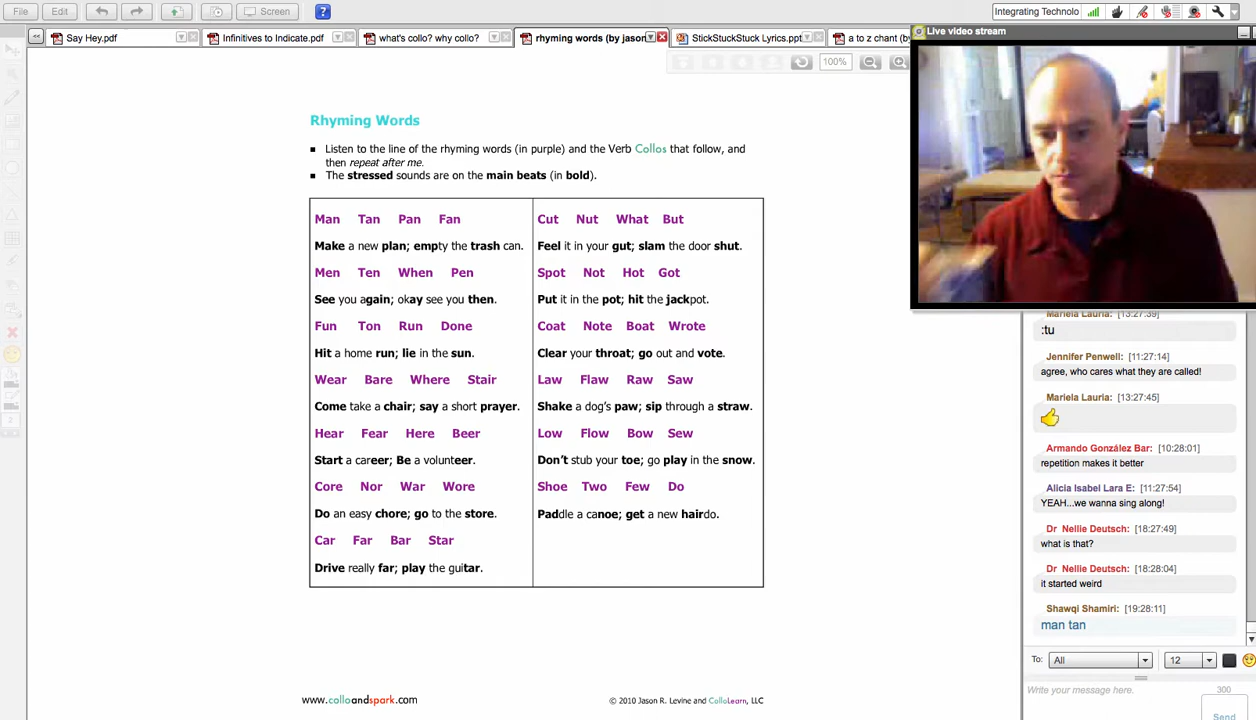 File Edit Screen ? Integrating Technolo
<< Say Hey.pdf Infinitives to Indicate.pdf what's collo? why collo? rhyming words (by jason StickStuckStuck Lyrics.ppt a to z chant (by
Live video stream
100%
Rhyming Words
Listen to the line of the rhyming words (in purple) and the Verb Collos that follow, and
then repeat after me.
The stressed sounds are on the main beats (in bold).
Man Tan Pan Fan
Make a new plan; empty the trash can.
Men Ten When Pen
See you again; okay see you then.
Fun Ton Run Done
Hit a home run; lie in the sun.
Wear Bare Where Stair
Come take a chair; say a short prayer.
Hear Fear Here Beer
Start a career; Be a volunteer.
Core Nor War Wore
Do an easy chore; go to the store.
Car Far Bar Star
Drive really far; play the guitar.
Cut Nut What But
Feel it in your gut; slam the door shut.
Spot Not Hot Got
Put it in the pot; hit the jackpot.
Coat Note Boat Wrote
Clear your throat; go out and vote.
Law Flaw Raw Saw
Shake a dog's paw; sip through a straw.
Low Flow Bow Sew
Don't stub your toe; go play in the snow.
Shoe Two Few Do
Paddle a canoe; get a new hairdo.
www.colloandspark.com © 2010 Jason R. Levine and ColloLearn, LLC
Mariela Lauria [13:27:39]
:tu
Jennifer Penwell: [11:27:14]
agree, who cares what they are called!
Mariela Lauria: [13:27:45]
Armando González Bar: [10:28:01]
repetition makes it better
Alicia Isabel Lara E: [11:27:54]
YEAH...we wanna sing along!
Dr Nellie Deutsch: [18:27:49]
what is that?
Dr Nellie Deutsch: [18:28:04]
it started weird
Shawqi Shamiri: [19:28:11]
man tan
To: All 12
Write your message here. 300
Send